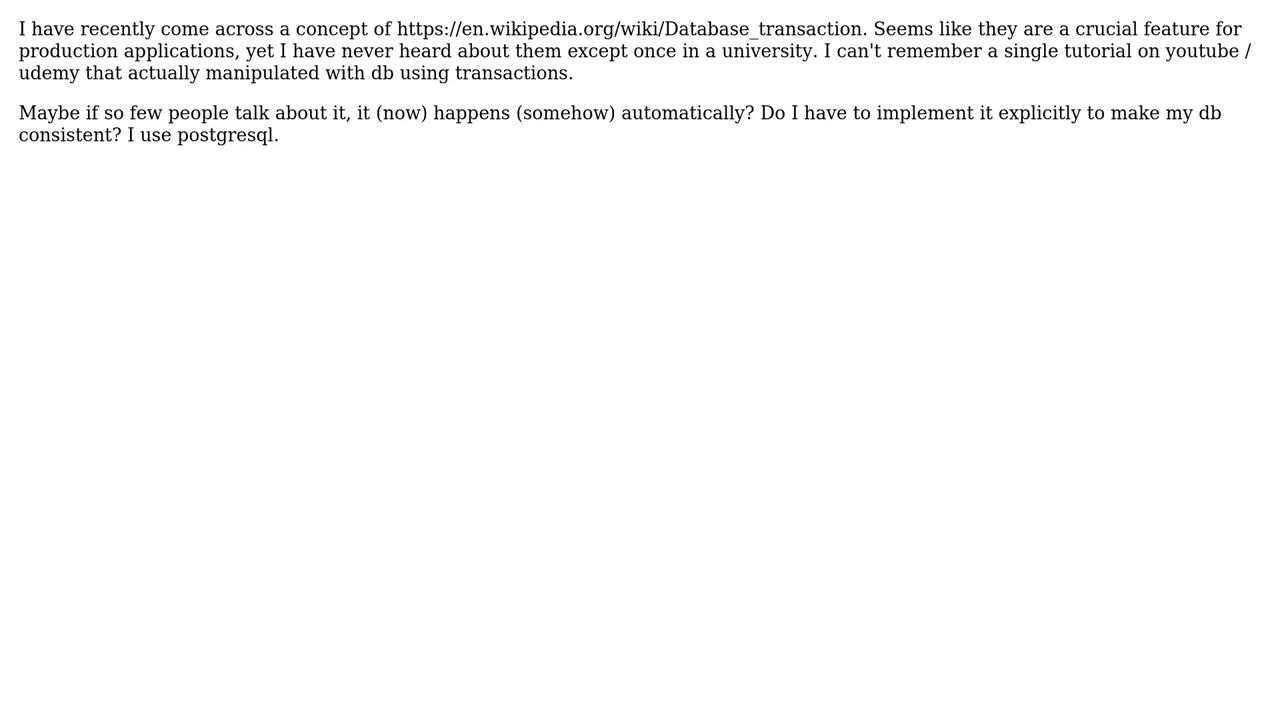 I have recently come across a concept of https://en.wikipedia.org/wiki/Database_transaction. Seems like they are a crucial feature for
production applications, yet I have never heard about them except once in a university. I can't remember a single tutorial on youtube /
udemy that actually manipulated with db using transactions.
Maybe if so few people talk about it, it (now) happens (somehow) automatically? Do I have to implement it explicitly to make my db
consistent? I use postgresql.